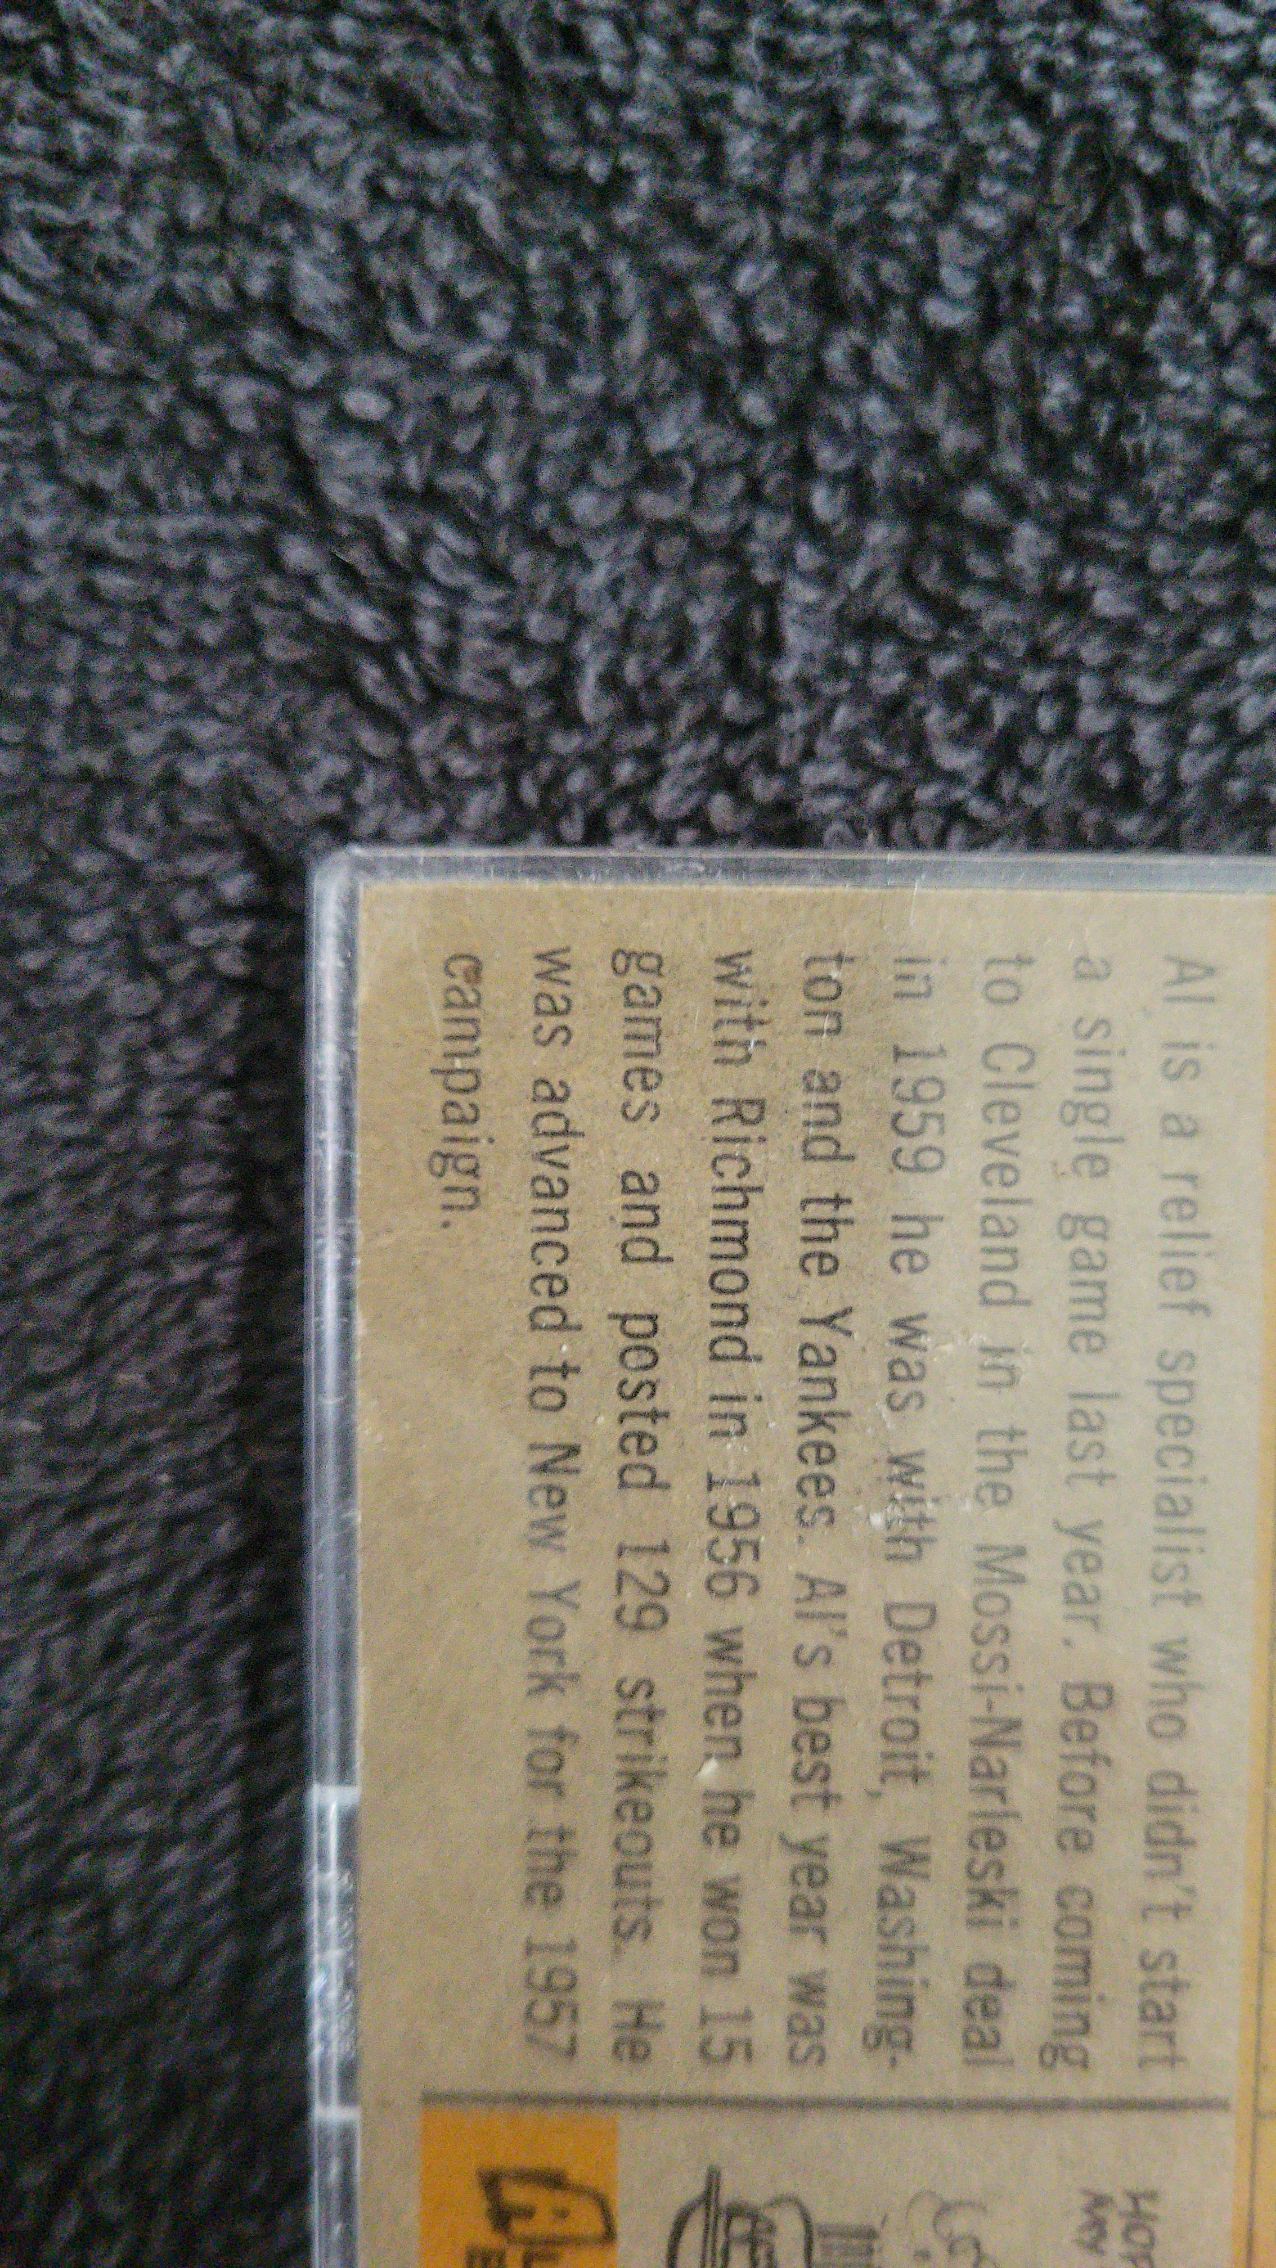 Al is a relief specialist who didn't start
a single game last year. Before coming
to Cleveland in the Mossi-Narleski deal
in 1959 he was with Detroit, Washing-
ton and the Yankees. Al's best year was
with Richmond in 1956 when he won 15
games and posted 129 strikeouts. He
was advanced to New York for the 1957
campaign.